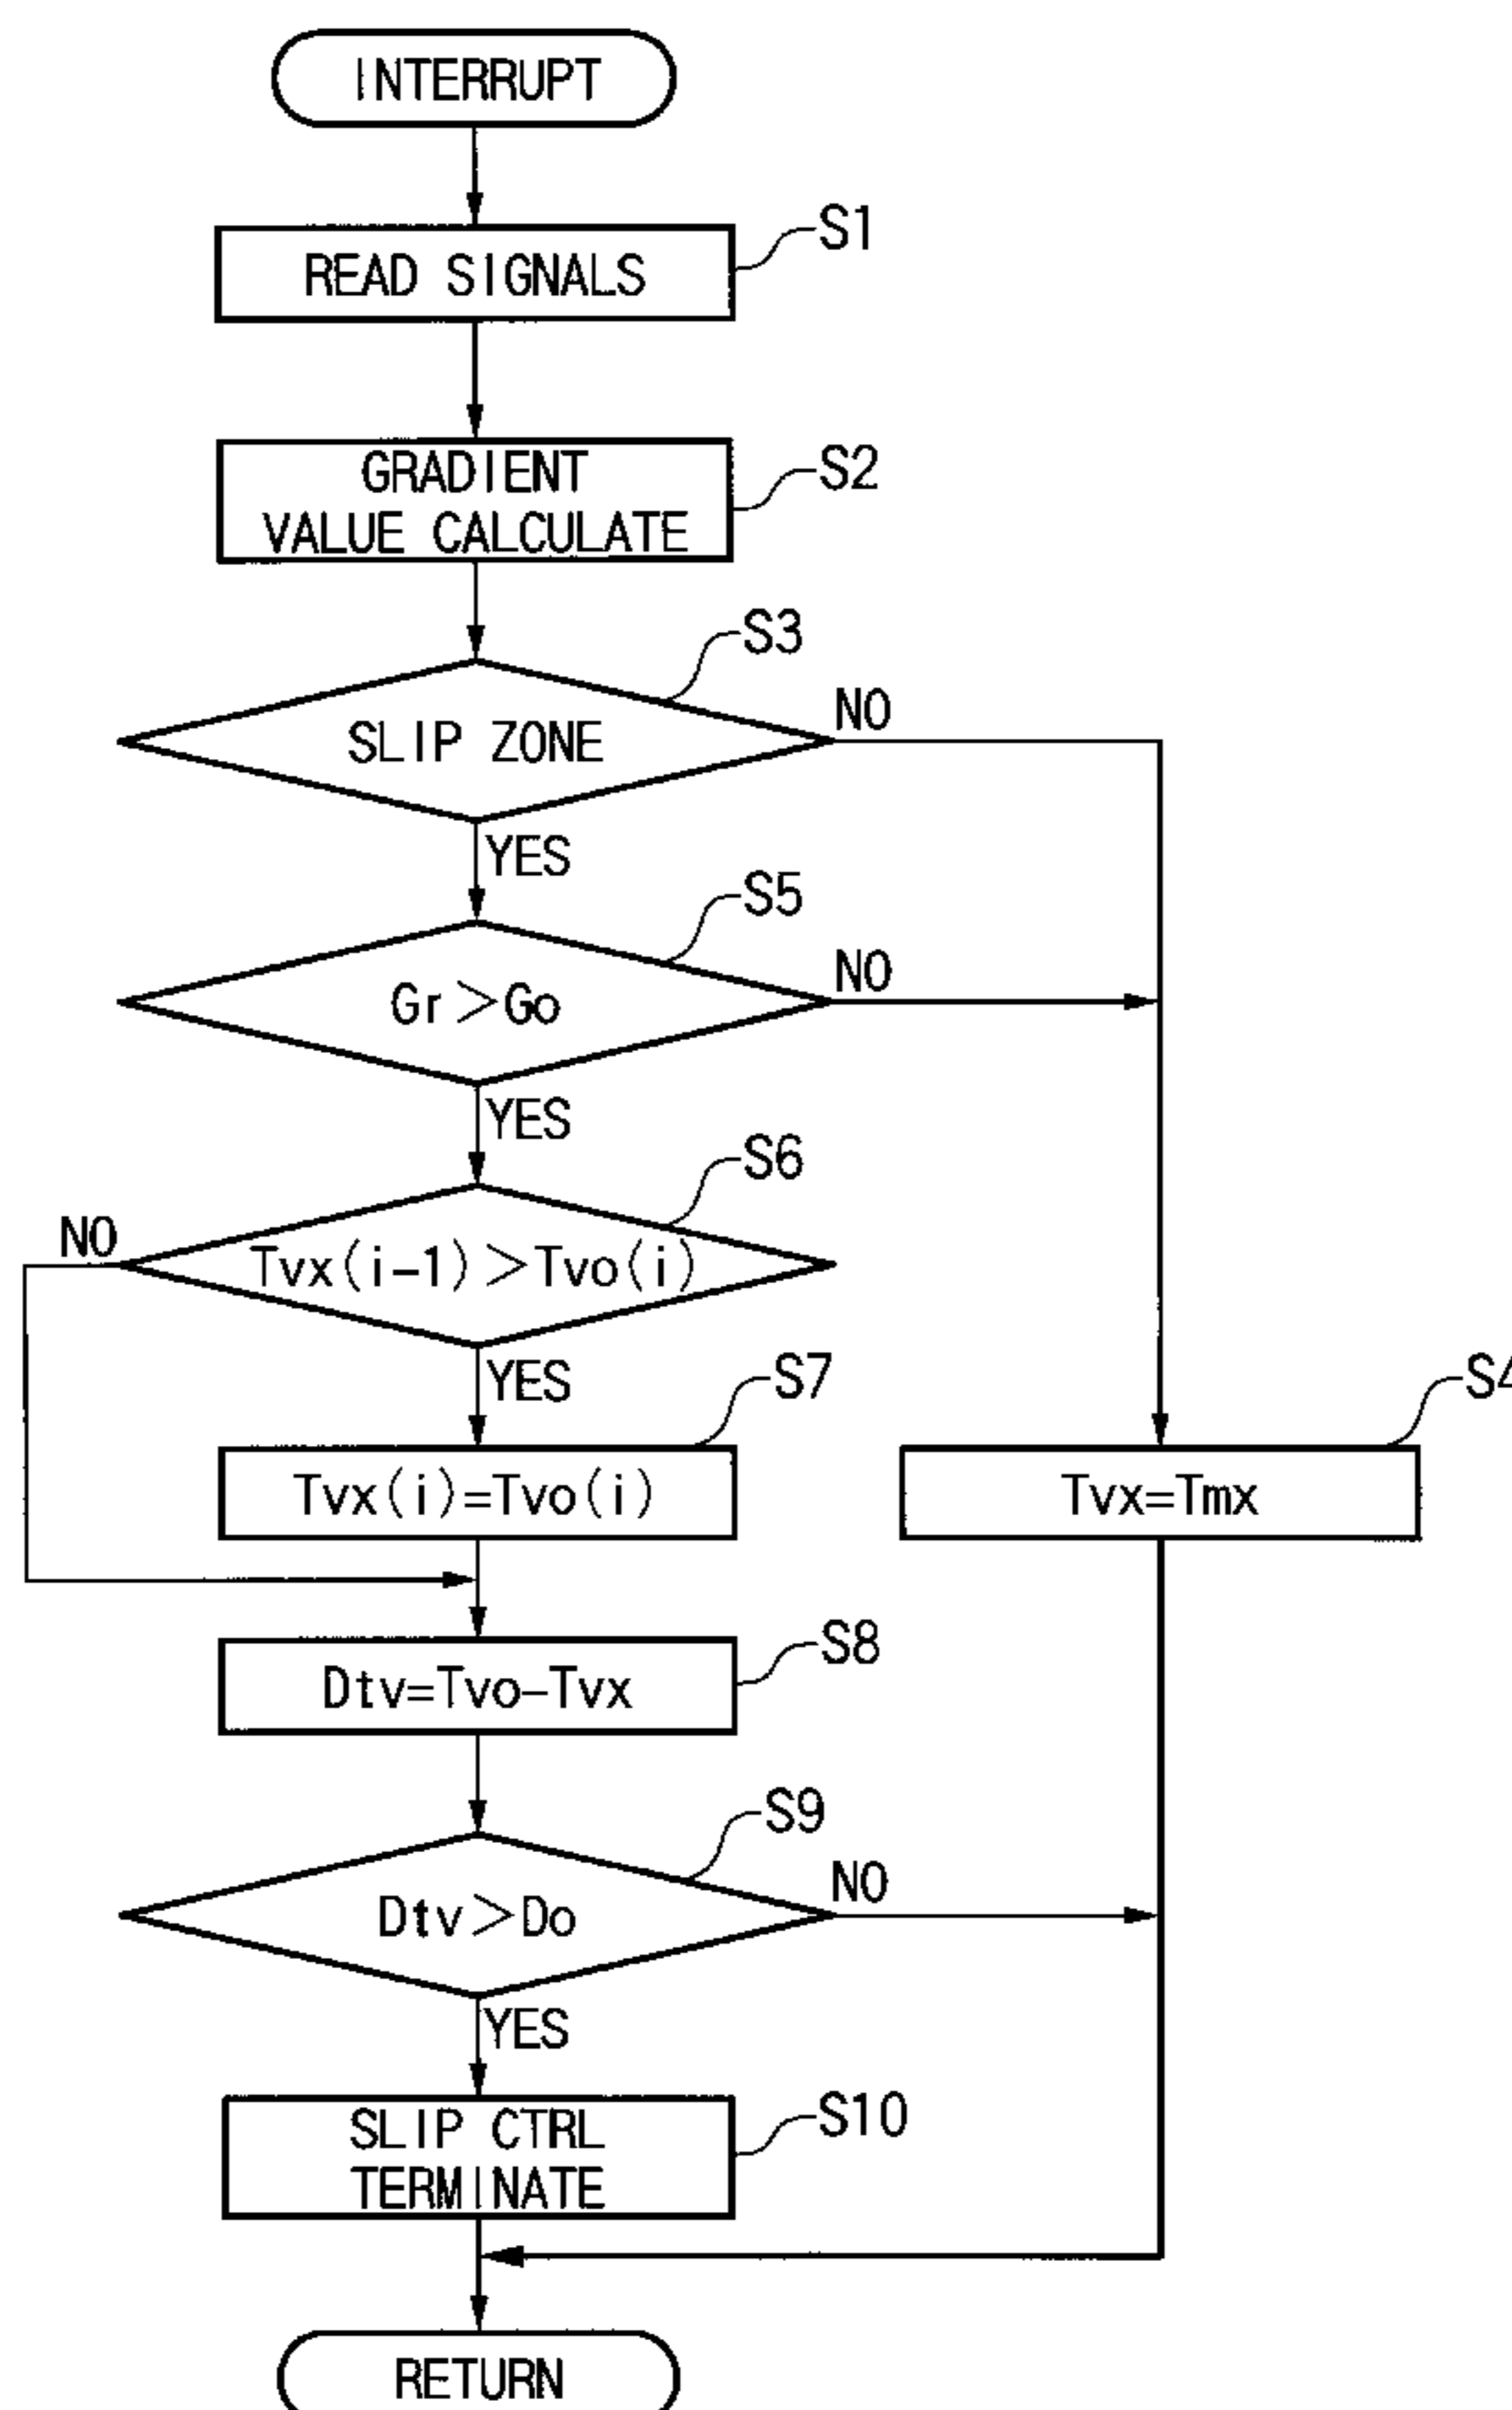 INTERRUPT
S1
READ SIGNALS
S2
GRADIENT
VALUE CALCULATE
S3
SLIP ZONE
NO
YES
S5
Gr>Go
NO
YES
S6
NO
Tvx(i-1)>Tvo(i)
YES
S7
S4
Tvx(i)=Tvo(i)
Tvx=Tmx
S8
Dtv=Tvo-Tvx
S9
Dtv>Do
NO
YES
S10
SLIP CTRL
TERMINATE
RETURN